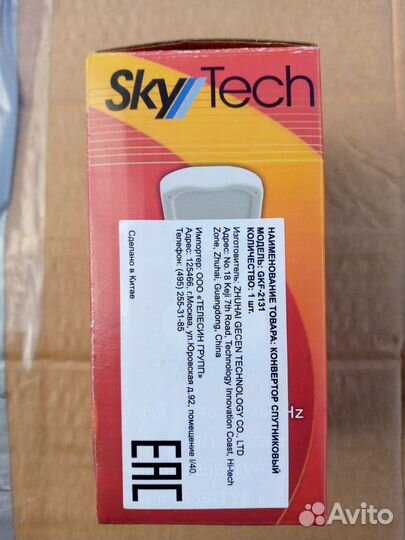 Sky Tech
НАИМЕНОВАНИЕ ТОВАРА: КОНВЕРТОР СПУТНИКОВЫЙ
МОДЕЛЬ: GKF-2131
КОЛИЧЕСТВО: 1 шт.
Изготовитель: ZHUHAI GECEN TECHNOLOGY CO., LTD
Адрес: No.18 Keji 7th Road, Technology Innovation Coast, Hi-tech
Zone, Zhuhai, Guangdong, China
Импортер: ООО «ТЕЛЕСИН ГРУПП»
Адрес: 125466, г.Москва, ул.Юровская д.92, помещение I/40.
Телефон: (495) 255-31-85
Сделано в Китае
EAC
Avito